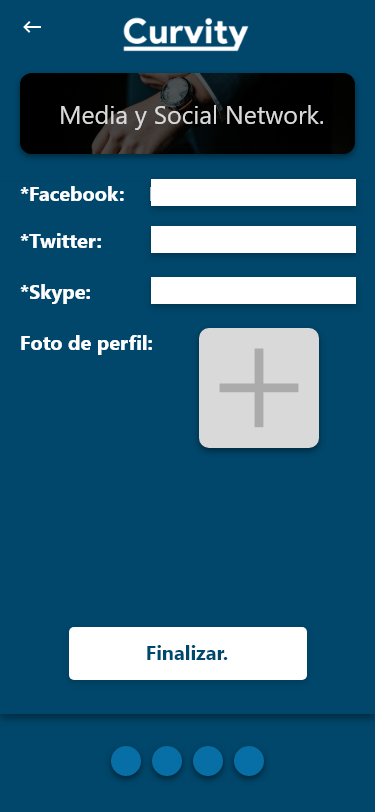 Curvity
Media y Social Network.
*Facebook:
*Twitter:
*Skype:
Foto de perfil:
Finalizar.